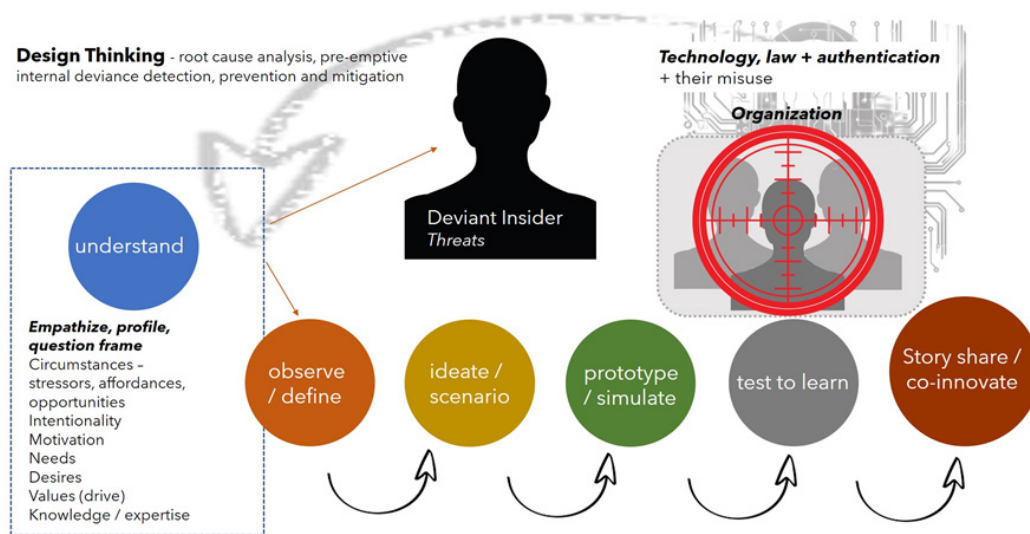 Design Thinking - root cause analysis, pre-emptive
internal deviance detection, prevention and mitigation
Technology, law + authentication
+ their misuse
Organization
Deviant Insider
Threats
understand
Empathize, profile,
question frame
Circumstances –
stressors, affordances,
opportunities
Intentionality
Motivation
Needs
Desires
Values (drive)
Knowledge / expertise
observe
/ define
ideate /
scenario
prototype
/ simulate
test to learn
Story share /
co-innovate